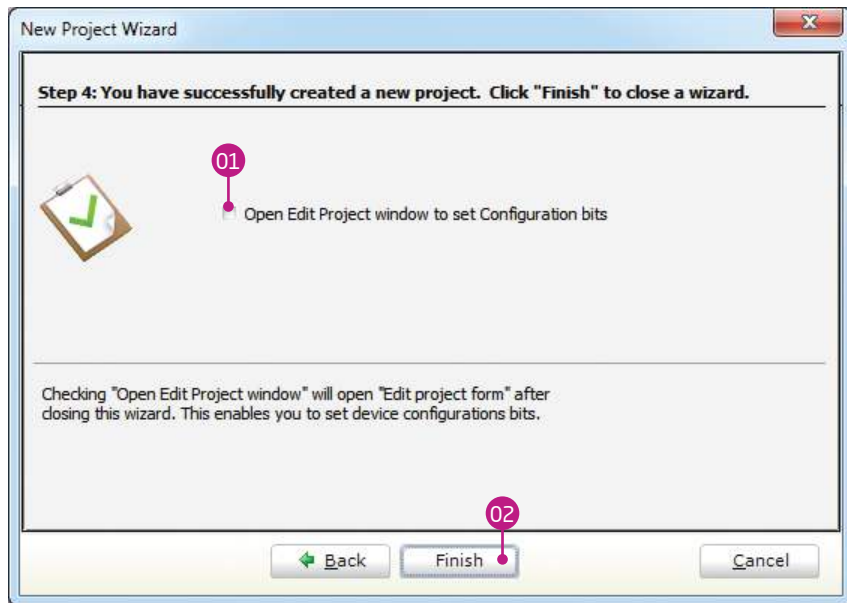 New Project Wizard
Step 4: You have successfully created a new project. Click "Finish" to close a wizard.
01
Open Edit Project window to set Configuration bits
Checking "Open Edit Project window" will open "Edit project form" after
closing this wizard. This enables you to set device configurations bits.
02
Back Finish Cancel